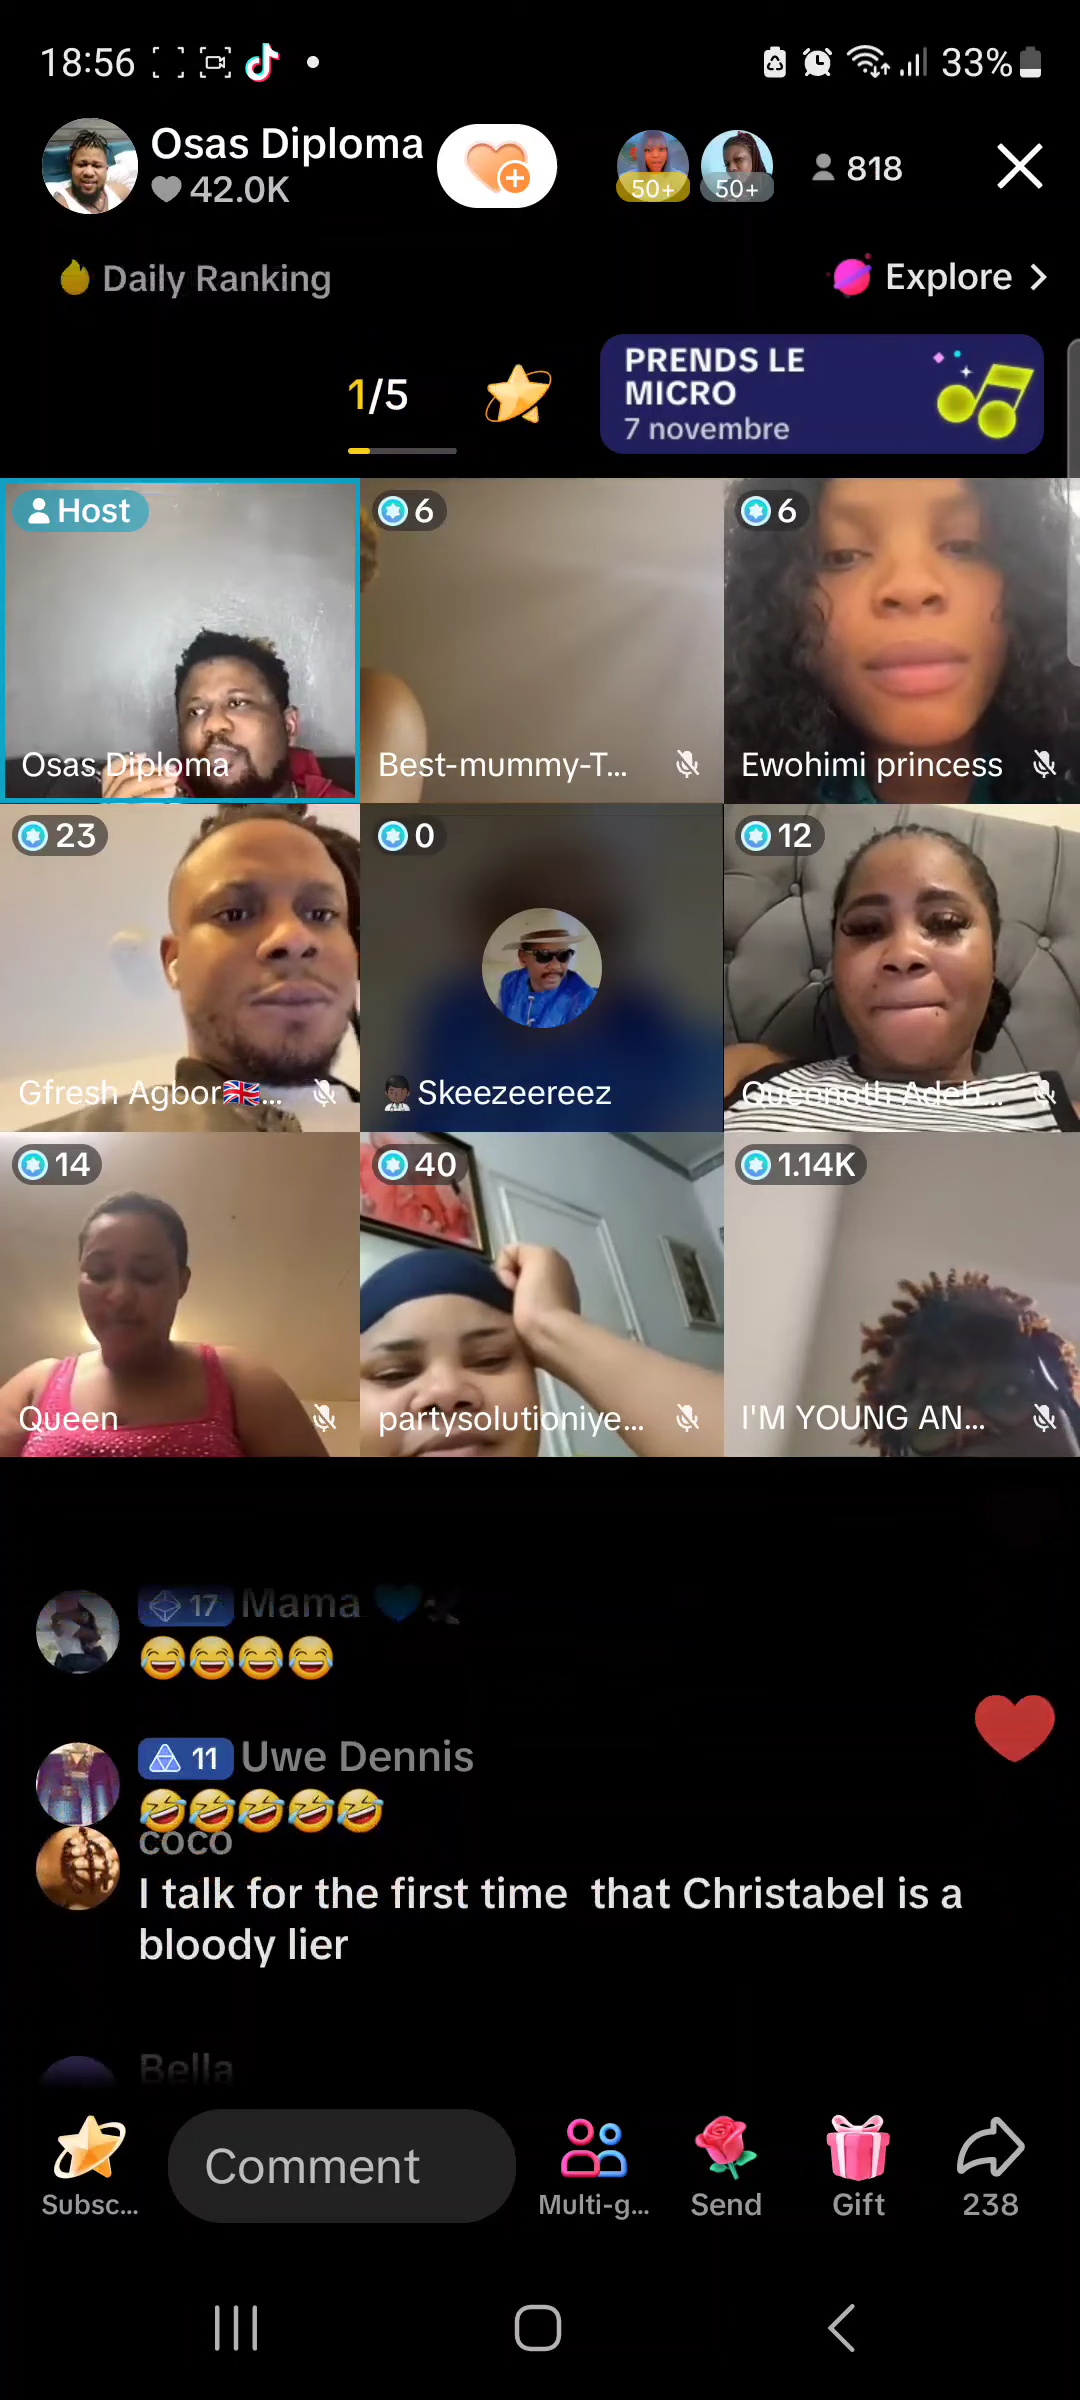 18:56
33%
Osas Diploma
42.0K
50+
50+
818
Daily Ranking
Explore
1/5
PRENDS LE
MICRO
7 novembre
Host
Osas Diploma
6
Best-mummy-T...
6
Ewohimi princess
23
Gfresh Agbor🇬🇧...
0
Skeezeereez
12
Queenoth Adeb...
14
Queen
40
partysolutioniye...
1.14K
I'M YOUNG AN...
17 Mama 💙
😂😂😂😂
11 Uwe Dennis
🤣🤣🤣🤣🤣
coco
I talk for the first time that Christabel is a
bloody lier
Bella
Subsc...
Comment
Multi-g...
Send
Gift
238